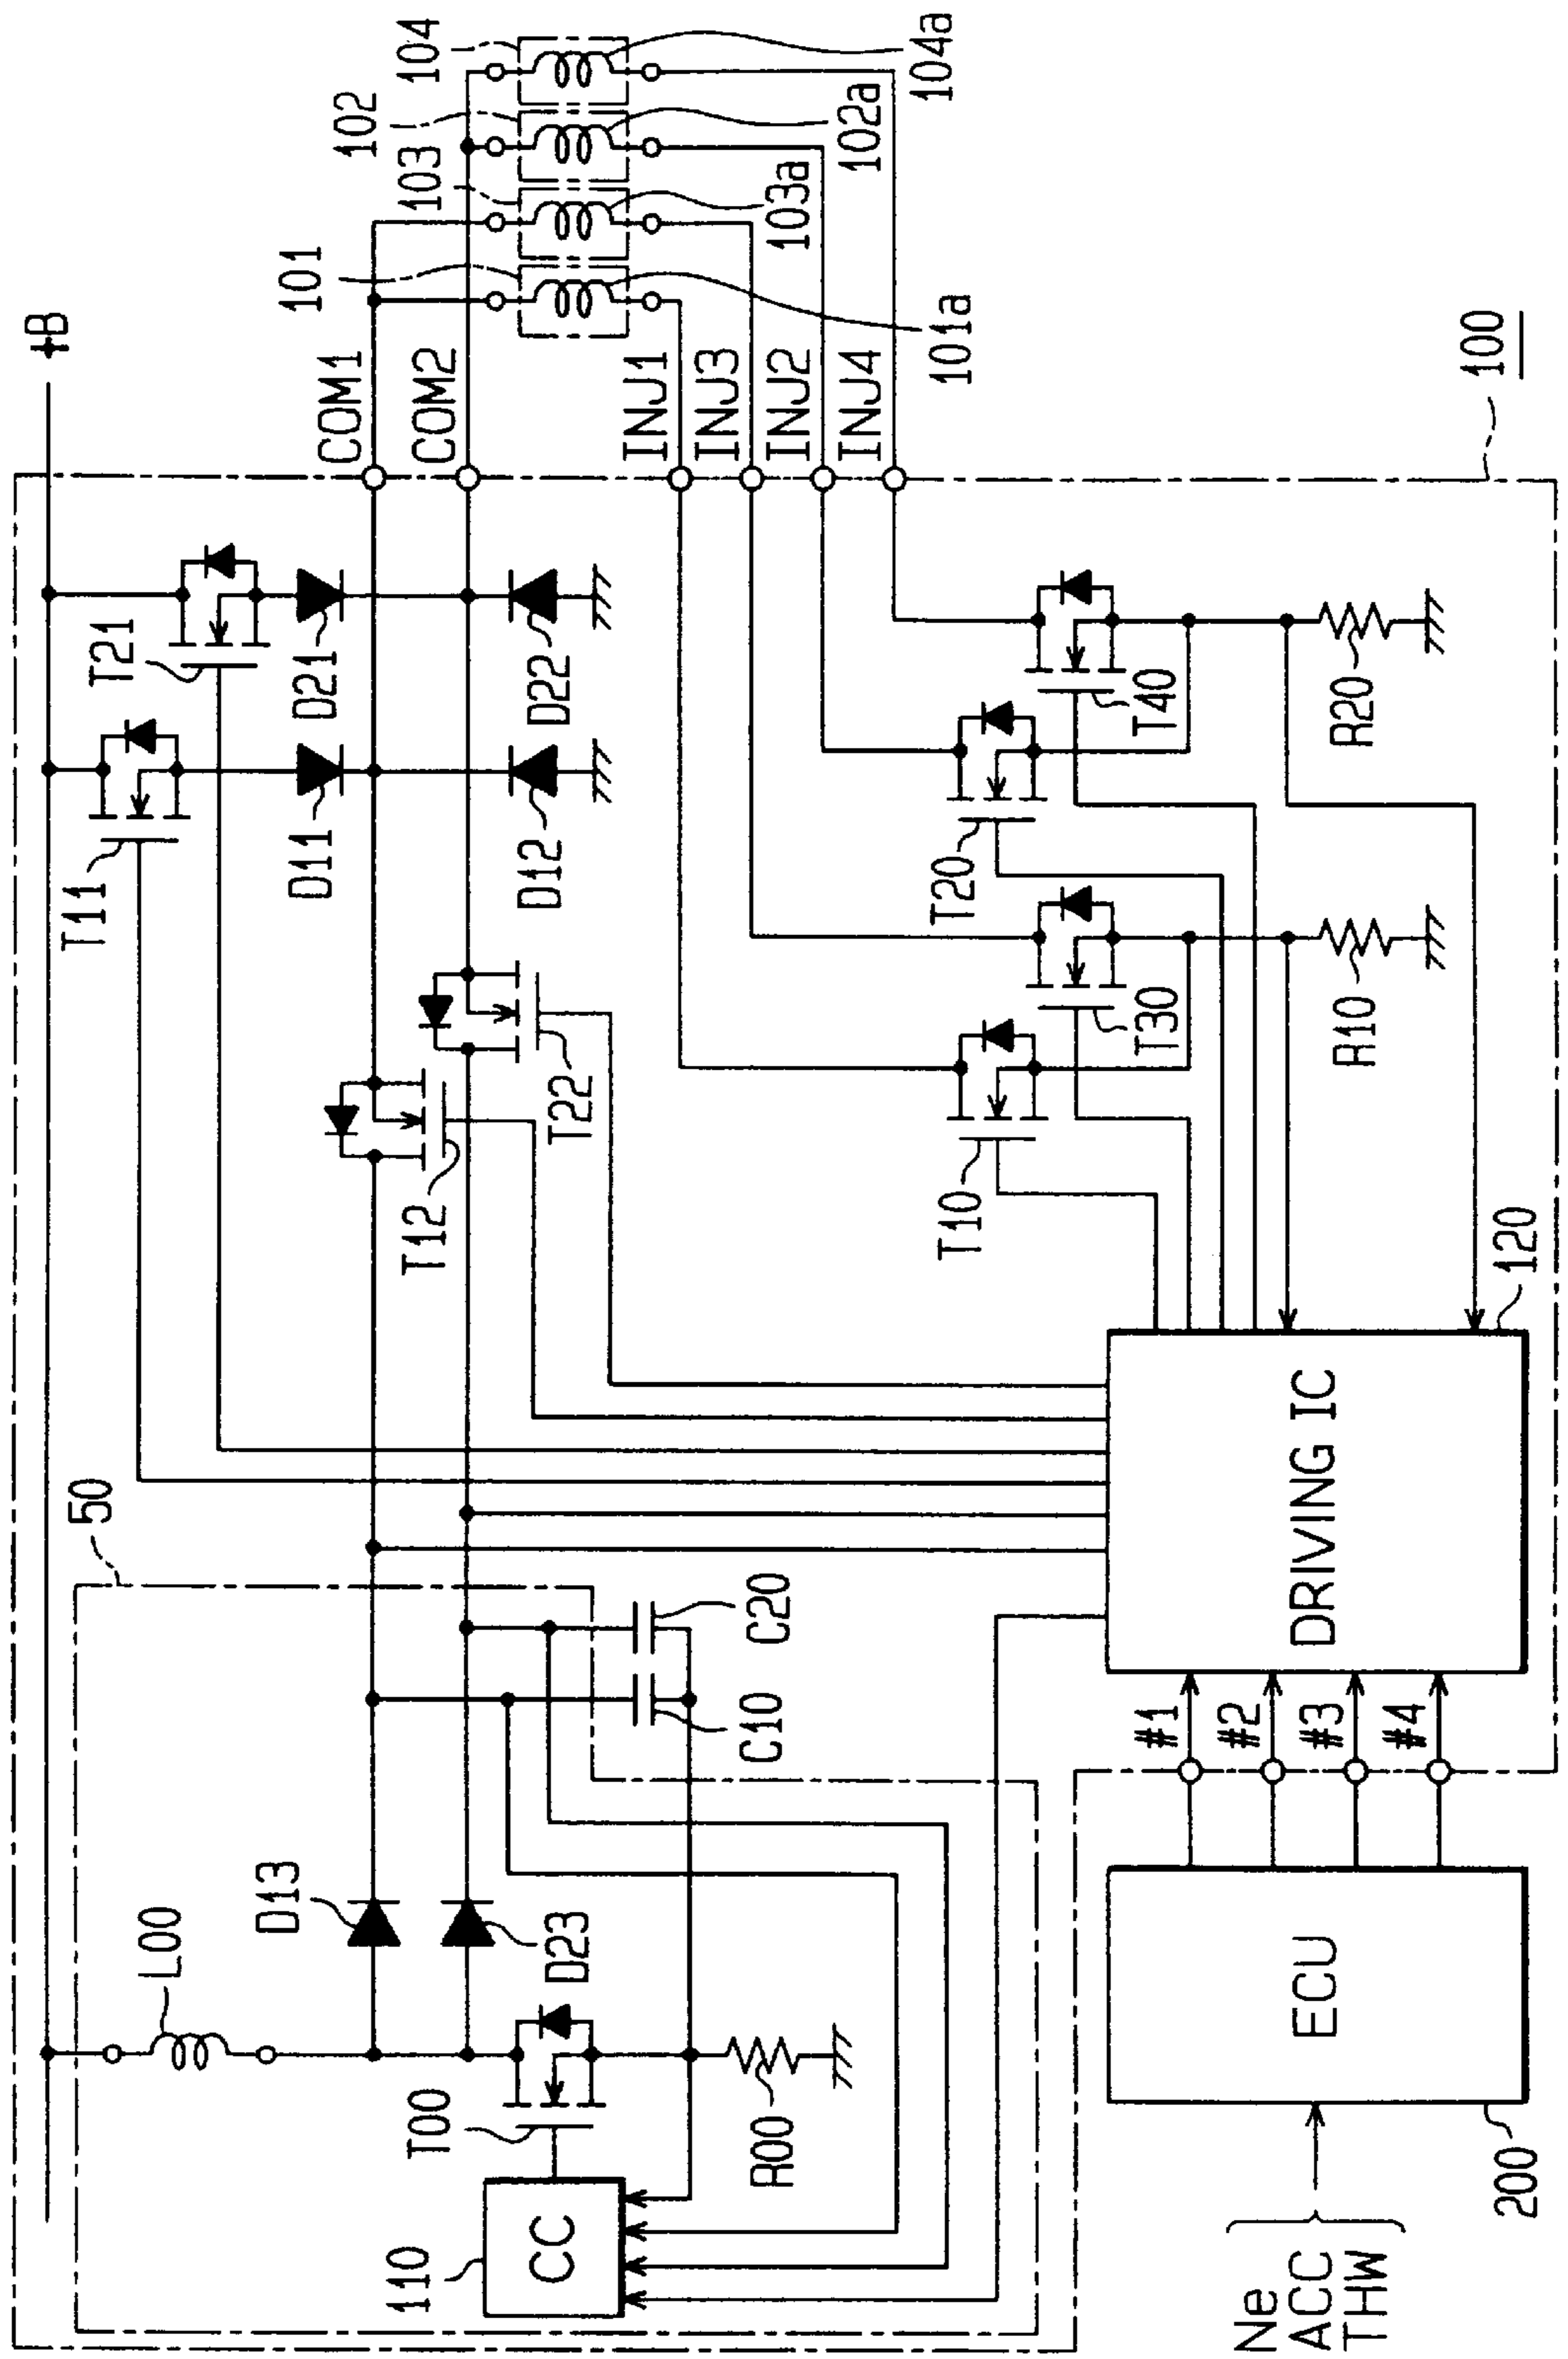 +B
104
102
103
101
COM1
COM2
104a
102a
103a
101a
INJ1
INJ3
INJ2
INJ4
100
T21
T11
D21
D11
D22
D12
T22
T12
T40
T20
T30
T10
R20
R10
120
DRIVING IC
50
L00
D13
D23
C20
C10
T00
R00
110
CC
#1
#2
#3
#4
ECU
200
Ne
ACC
THW